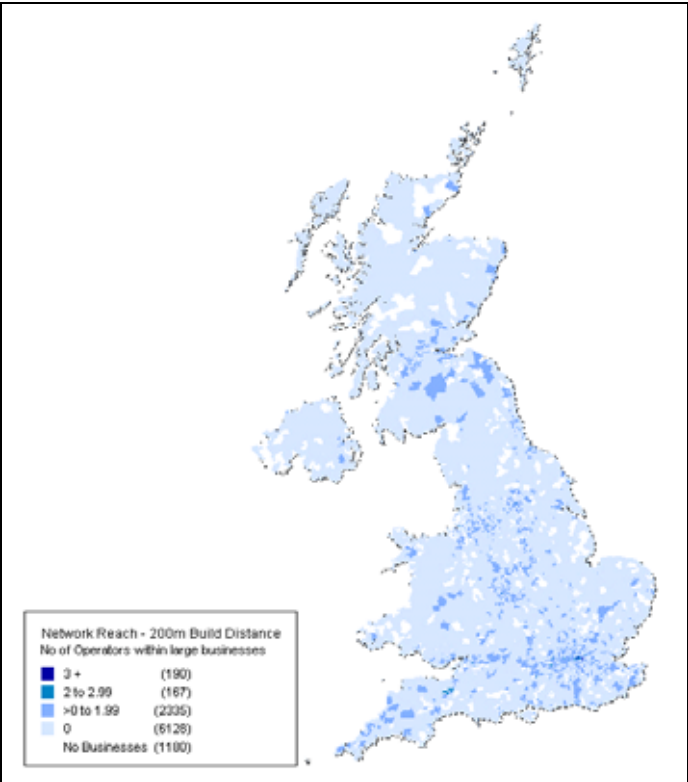 Network Reach - 200m Build Distance
No of Operators within large businesses
3 + (190)
2 to 2.99 (167)
>0 to 1.99 (2335)
0 (6128)
No Businesses (1180)